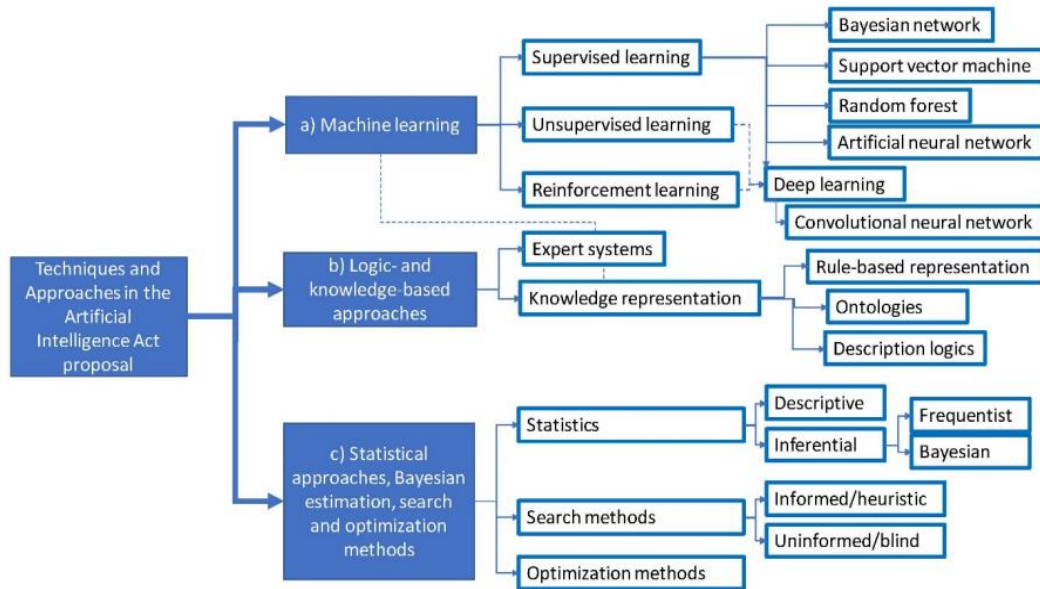 Techniques and
Approaches in the
Artificial
Intelligence Act
proposal
a) Machine learning
Supervised learning
Bayesian network
Support vector machine
Random forest
Artificial neural network
Unsupervised learning
Reinforcement learning
Deep learning
Convolutional neural network
b) Logic- and
knowledge-based
approaches
Expert systems
Knowledge representation
Rule-based representation
Ontologies
Description logics
c) Statistical
approaches, Bayesian
estimation, search
and optimization
methods
Statistics
Descriptive
Inferential
Frequentist
Bayesian
Search methods
Informed/heuristic
Uninformed/blind
Optimization methods